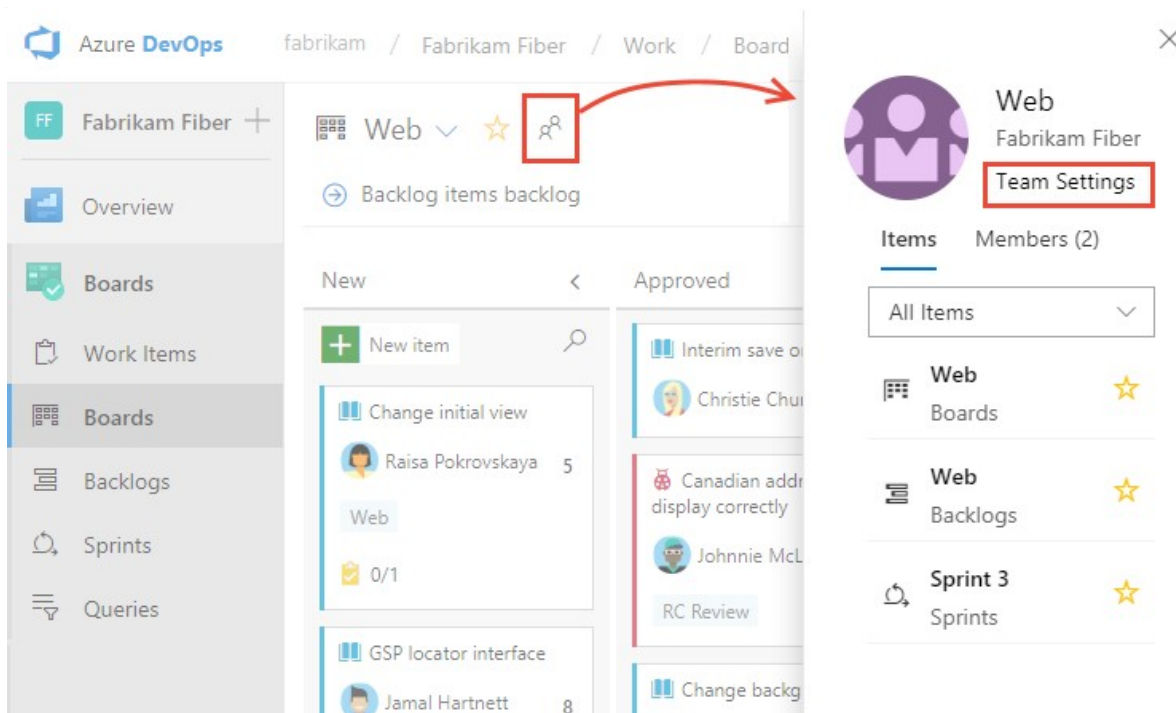 Azure DevOps
fabrikam / Fabrikam Fiber / Work / Board
FF
Fabrikam Fiber
Overview
Boards
Work Items
Boards
Backlogs
Sprints
Queries
Web
Backlog items backlog
New
New item
Change initial view
Raisa Pokrovskaya 5
Web
0/1
GSP locator interface
Jamal Hartnett 8
Approved
Interim save
Christie
Canadian
display correctly
Johnnie
RC Review
Change
Web
Fabrikam Fiber
Team Settings
Items Members (2)
All Items
Web
Boards
Web
Backlogs
Sprint 3
Sprints